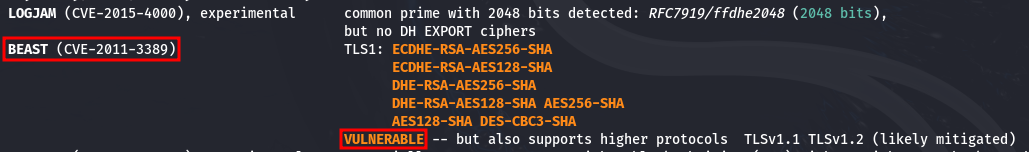 LOGJAM (CVE-2015-4000), experimental common prime with 2048 bits detected: RFC7919/ffdhe2048 (2048 bits),
but no DH EXPORT ciphers
BEAST (CVE-2011-3389) TLS1: ECDHE-RSA-AES256-SHA
ECDHE-RSA-AES128-SHA
DHE-RSA-AES256-SHA
DHE-RSA-AES128-SHA AES256-SHA
AES128-SHA DES-CBC3-SHA
VULNERABLE -- but also supports higher protocols TLSv1.1 TLSv1.2 (likely mitigated)